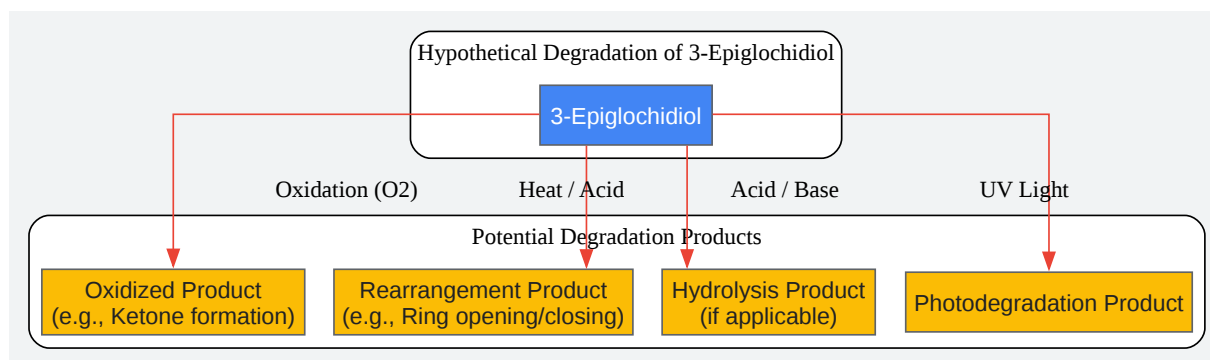 Hypothetical Degradation of 3-Epiglochidiol
3-Epiglochidiol
Oxidation (O2)
Heat / Acid
Acid / Base
UV Light
Potential Degradation Products
Oxidized Product
(e.g., Ketone formation)
Rearrangement Product
(e.g., Ring opening/closing)
Hydrolysis Product
(if applicable)
Photodegradation Product